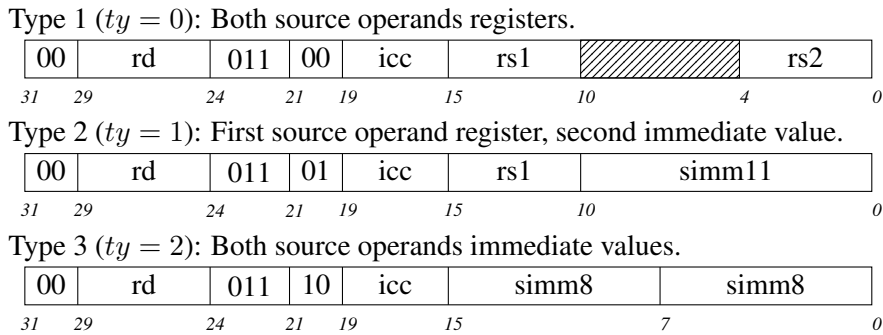 Type 1 (ty = 0): Both source operands registers.
00 rd 011 00 icc rs1 rs2
31 29 24 21 19 15 10 4 0
Type 2 (ty = 1): First source operand register, second immediate value.
00 rd 011 01 icc rs1 simm11
31 29 24 21 19 15 10 0
Type 3 (ty = 2): Both source operands immediate values.
00 rd 011 10 icc simm8 simm8
31 29 24 21 19 15 7 0